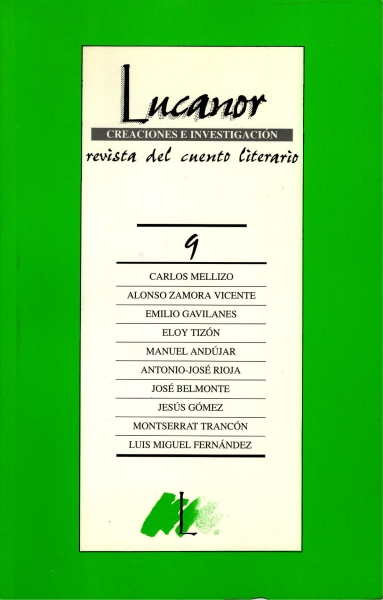 Lucanor
CREACIONES E INVESTIGACIÓN
revista del cuento literario
9
CARLOS MELLIZO
ALONSO ZAMORA VICENTE
EMILIO GAVILANES
ELOY TIZÓN
MANUEL ANDÚJAR
ANTONIO-JOSÉ RIOJA
JOSÉ BELMONTE
JESÚS GÓMEZ
MONTSERRAT TRANCÓN
LUIS MIGUEL FERNÁNDEZ
L